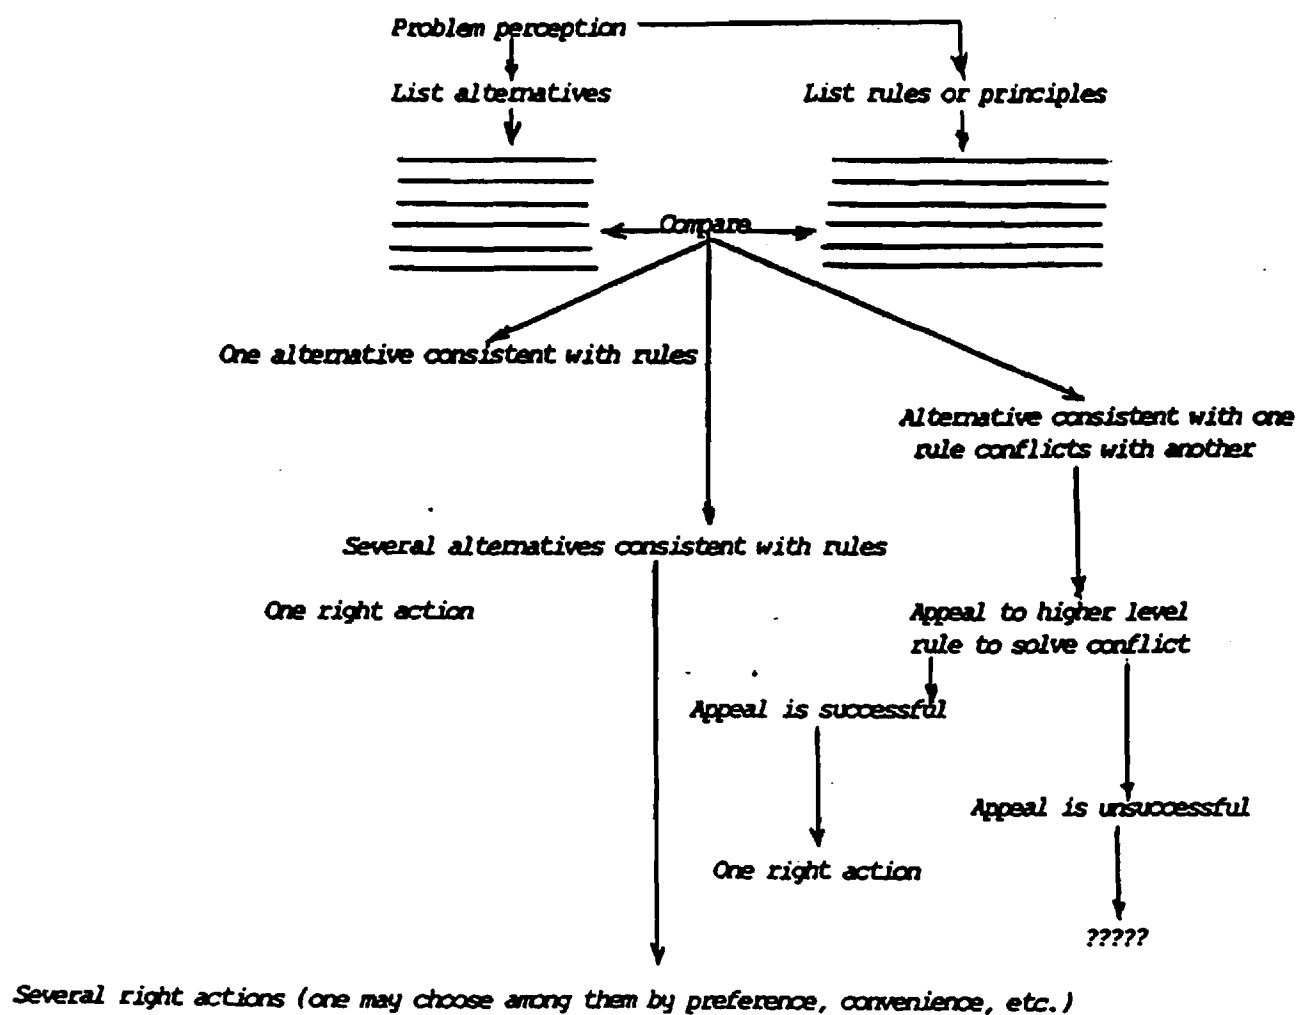 Problem perception
List alternatives
List rules or principles
Compare
One alternative consistent with rules
Alternative consistent with one
rule conflicts with another
Several alternatives consistent with rules
One right action
Appeal to higher level
rule to solve conflict
Appeal is successful
Appeal is unsuccessful
One right action
?????
Several right actions (one may choose among them by preference, convenience, etc.)